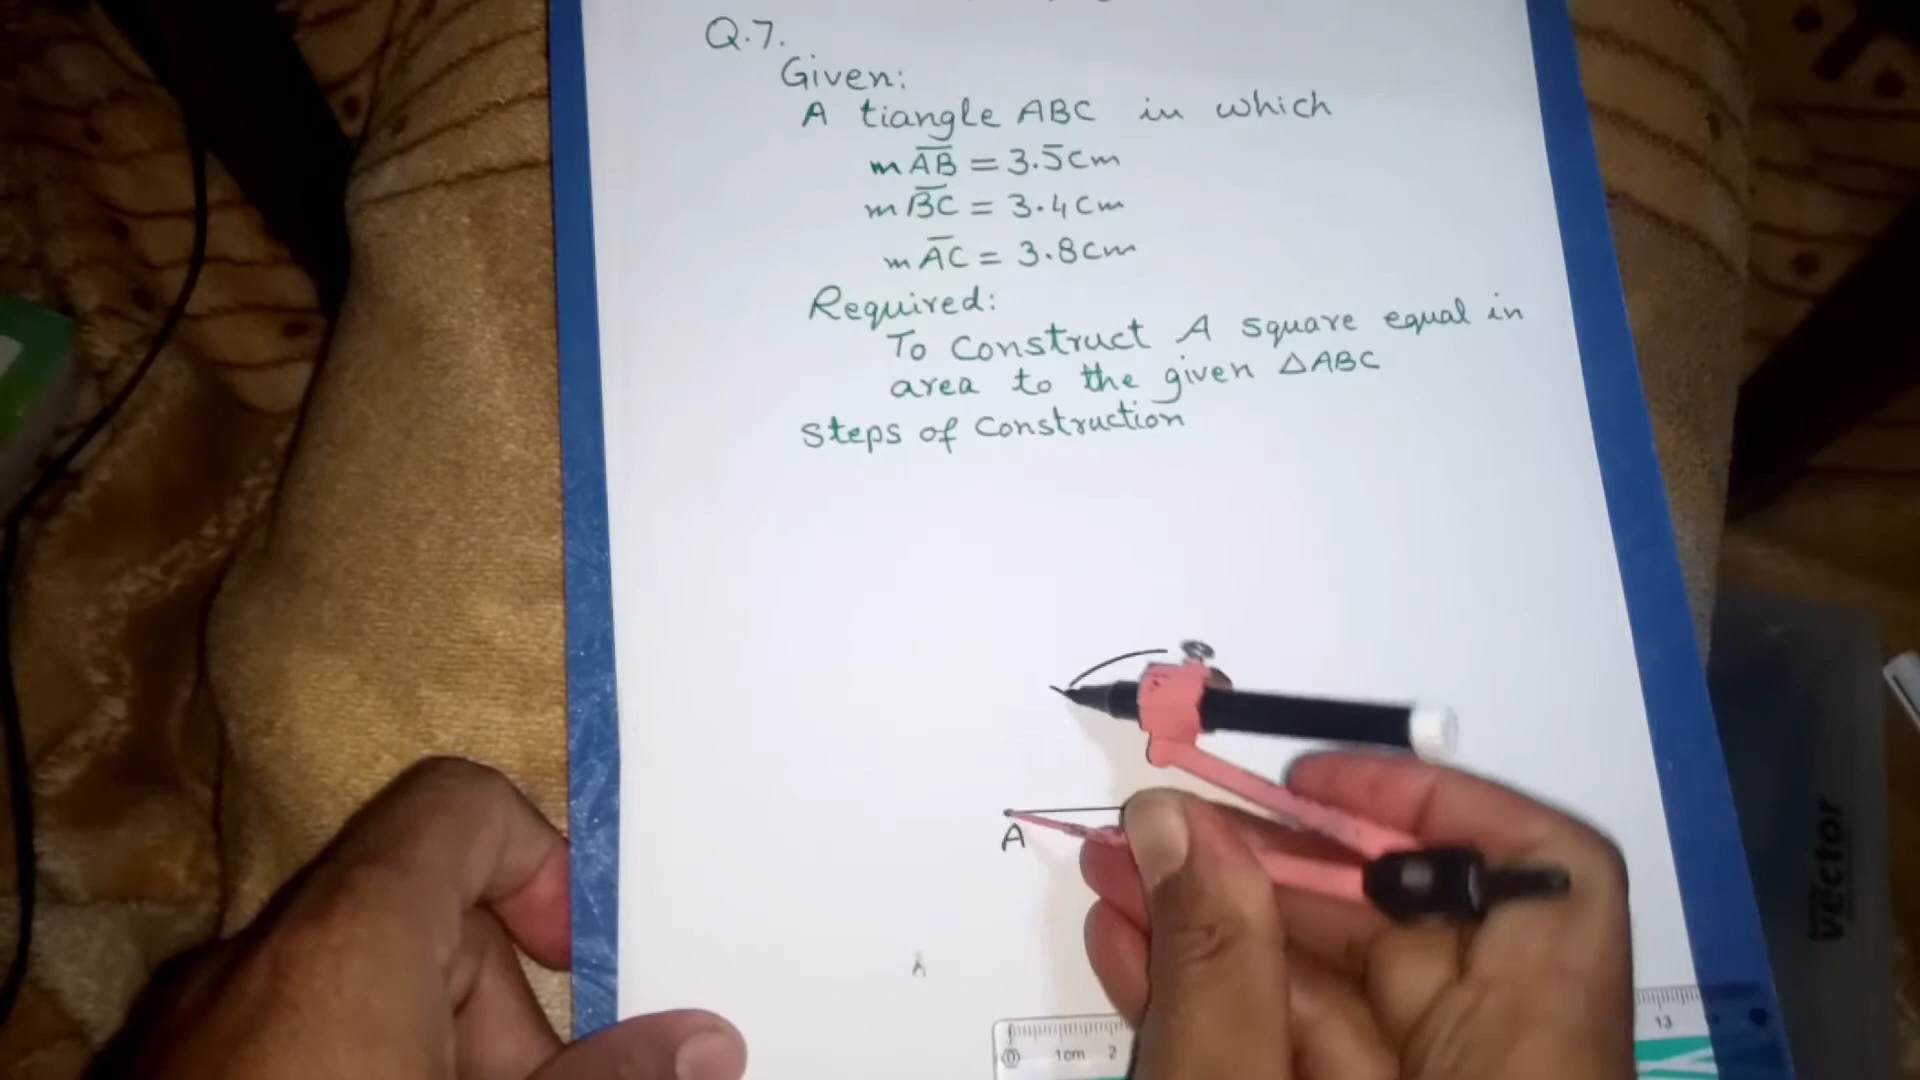 Q.7.
Given:
A tiangle ABC in which
mAB = 3.5cm
mBC = 3.4cm
mAC = 3.8cm
Required:
To Construct A square equal in
area to the given ΔABC
Steps of Construction
A
0 1cm 2 13
vector